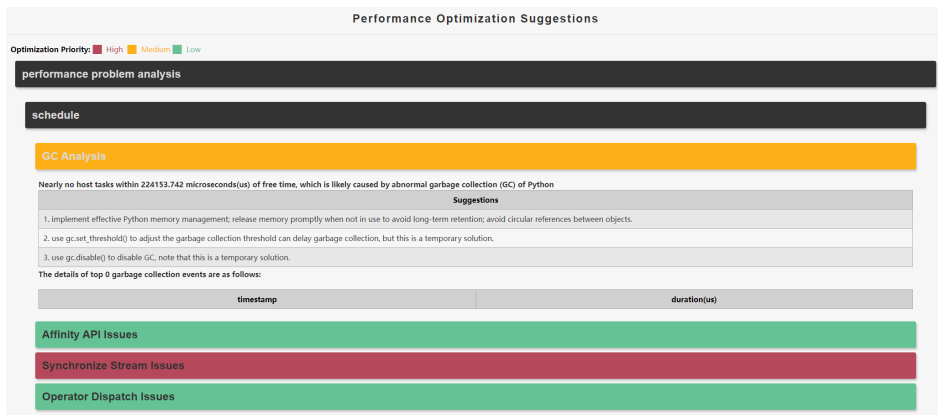 Performance Optimization Suggestions
Optimization Priority: High Medium Low
performance problem analysis
schedule
GC Analysis
Nearly no host tasks within 224153.742 microseconds(us) of free time, which is likely caused by abnormal garbage collection (GC) of Python
Suggestions
1. implement effective Python memory management; release memory promptly when not in use to avoid long-term retention; avoid circular references between objects.
2. use gc.set_threshold() to adjust the garbage collection threshold can delay garbage collection, but this is a temporary solution.
3. use gc.disable() to disable GC, note that this is a temporary solution.
The details of top 0 garbage collection events are as follows:
timestamp duration(us)
Affinity API Issues
Synchronize Stream Issues
Operator Dispatch Issues